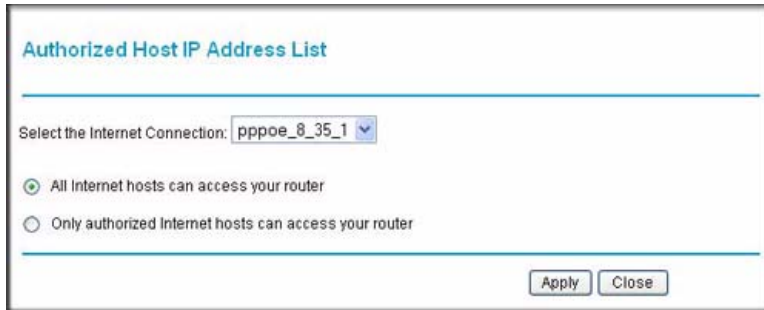 Authorized Host IP Address List
Select the Internet Connection: pppoe_8_35_1
All Internet hosts can access your router
Only authorized Internet hosts can access your router
Apply Close